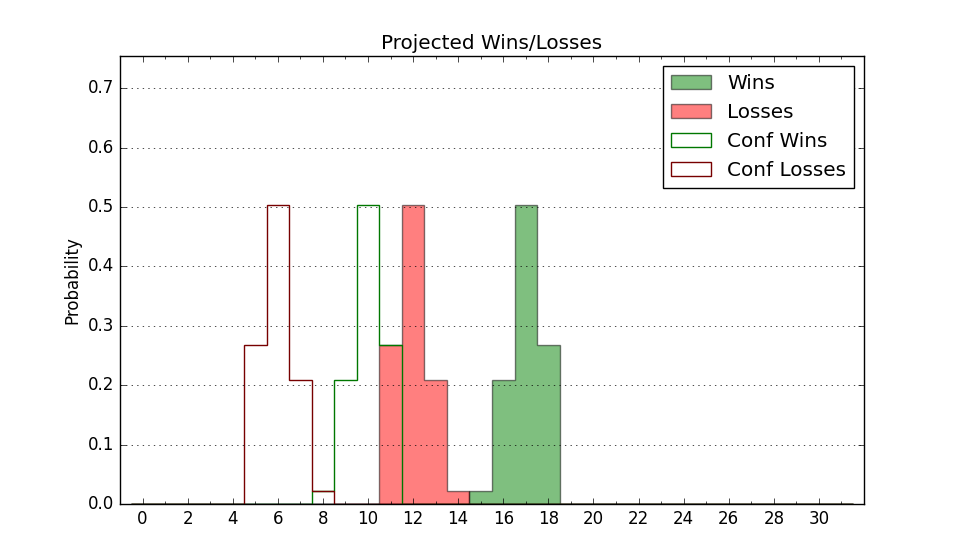 Projected Wins/Losses
Wins
Losses
Conf Wins
Conf Losses
Probability
0.7
0.6
0.5
0.4
0.3
0.2
0.1
0.0
0 2 4 6 8 10 12 14 16 18 20 22 24 26 28 30